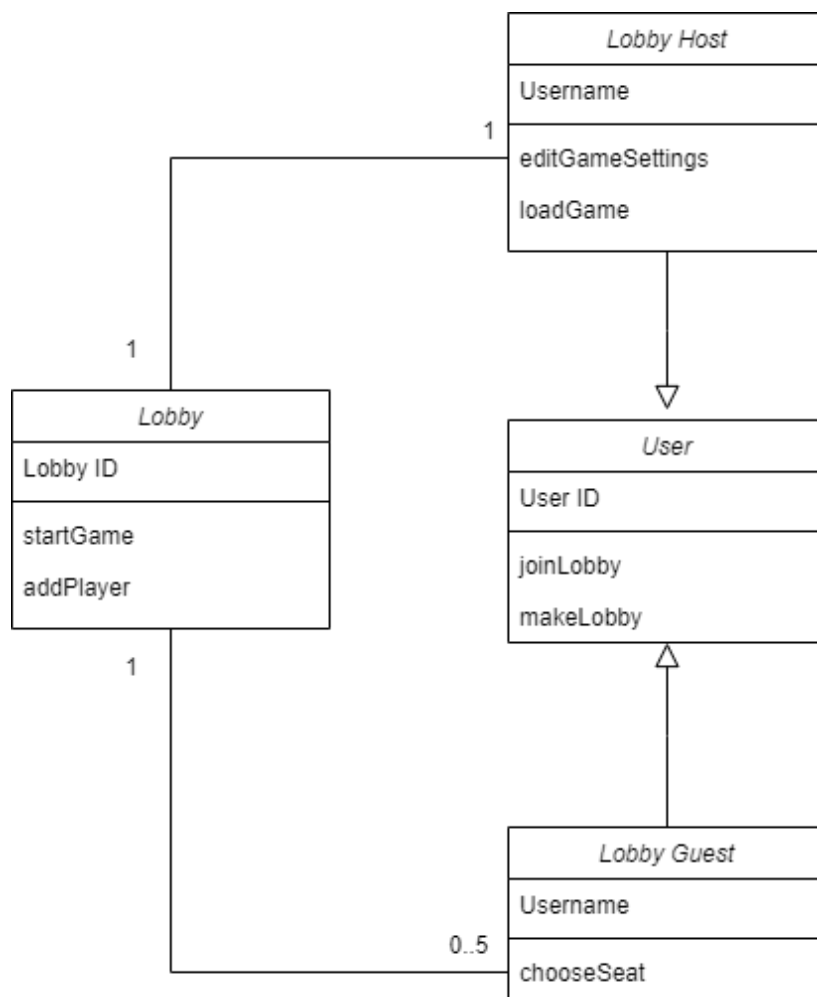 Lobby Host
Username
1
editGameSettings
loadGame
1
Lobby
Lobby ID
startGame
addPlayer
1
User
User ID
joinLobby
makeLobby
Lobby Guest
Username
0..5
chooseSeat